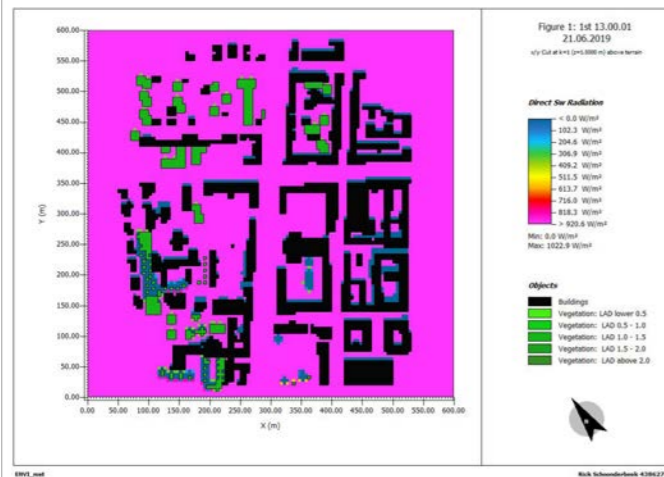 Figure 1: 1st 13.00.01
21.06.2019
x/y Cut at k=1 (z=1.0000 m) above terrain
Direct Sw Radiation
< 0.0 W/m²
102.3 W/m²
204.6 W/m²
306.9 W/m²
409.2 W/m²
511.5 W/m²
613.7 W/m²
716.0 W/m²
818.3 W/m²
> 920.6 W/m²
Min: 0.0 W/m²
Max: 1022.9 W/m²
Objects
Buildings
Vegetation: LAD lower 0.5
Vegetation: LAD 0.5 - 1.0
Vegetation: LAD 1.0 - 1.5
Vegetation: LAD 1.5 - 2.0
Vegetation: LAD above 2.0
N
600.00
550.00
500.00
450.00
400.00
350.00
300.00
250.00
200.00
150.00
100.00
50.00
0.00
Y (m)
0.00 50.00 100.00 150.00 200.00 250.00 300.00 350.00 400.00 450.00 500.00 550.00 600.00
X (m)
ENVI_met
Rick Schoonderbeek